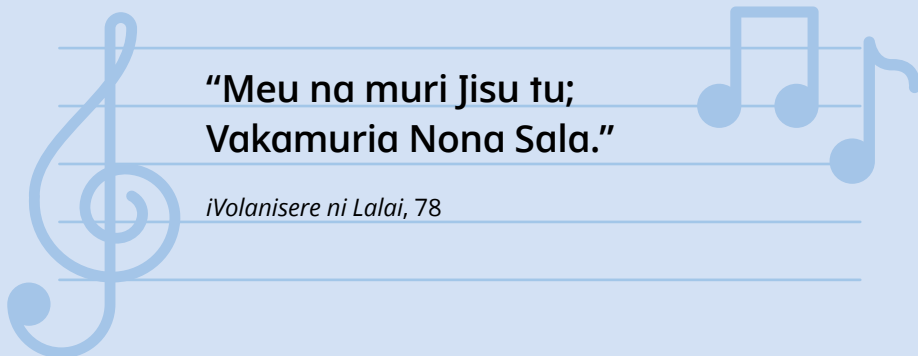 “Meu na muri Jisu tu;
Vakamuria Nona Sala.”
iVolanisere ni Lalai, 78